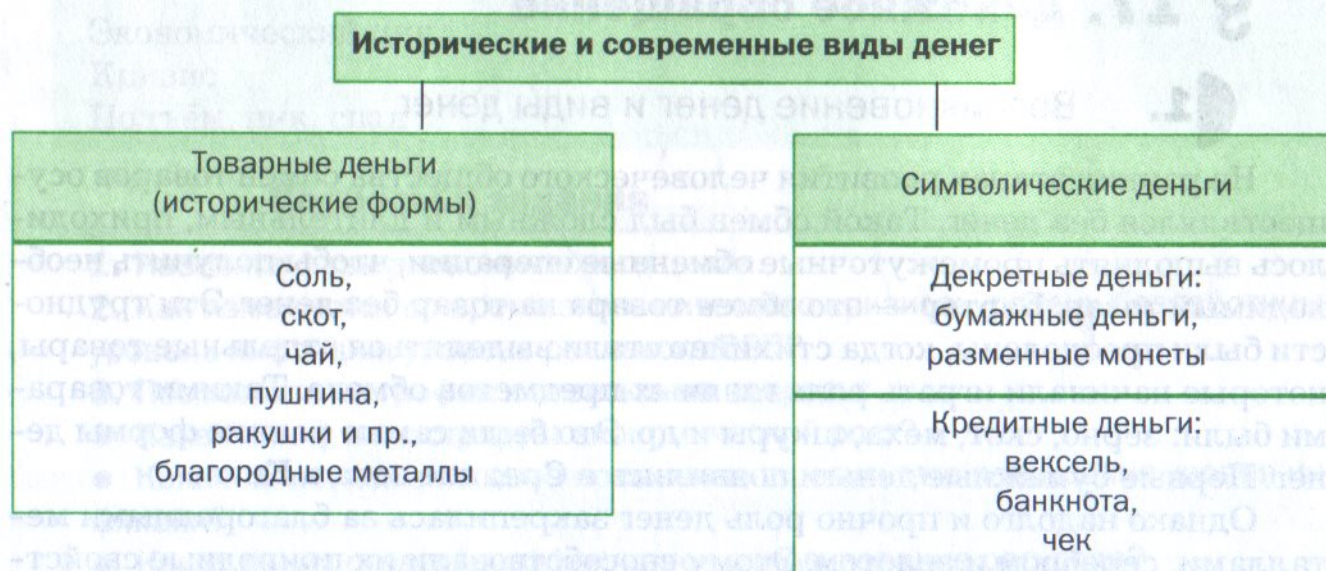 Исторические и современные виды денег
Товарные деньги
(исторические формы)
Соль,
скот,
чай,
пушнина,
ракушки и пр.,
благородные металлы
Символические деньги
Декретные деньги:
бумажные деньги,
разменные монеты
Кредитные деньги:
вексель,
банкнота,
чек